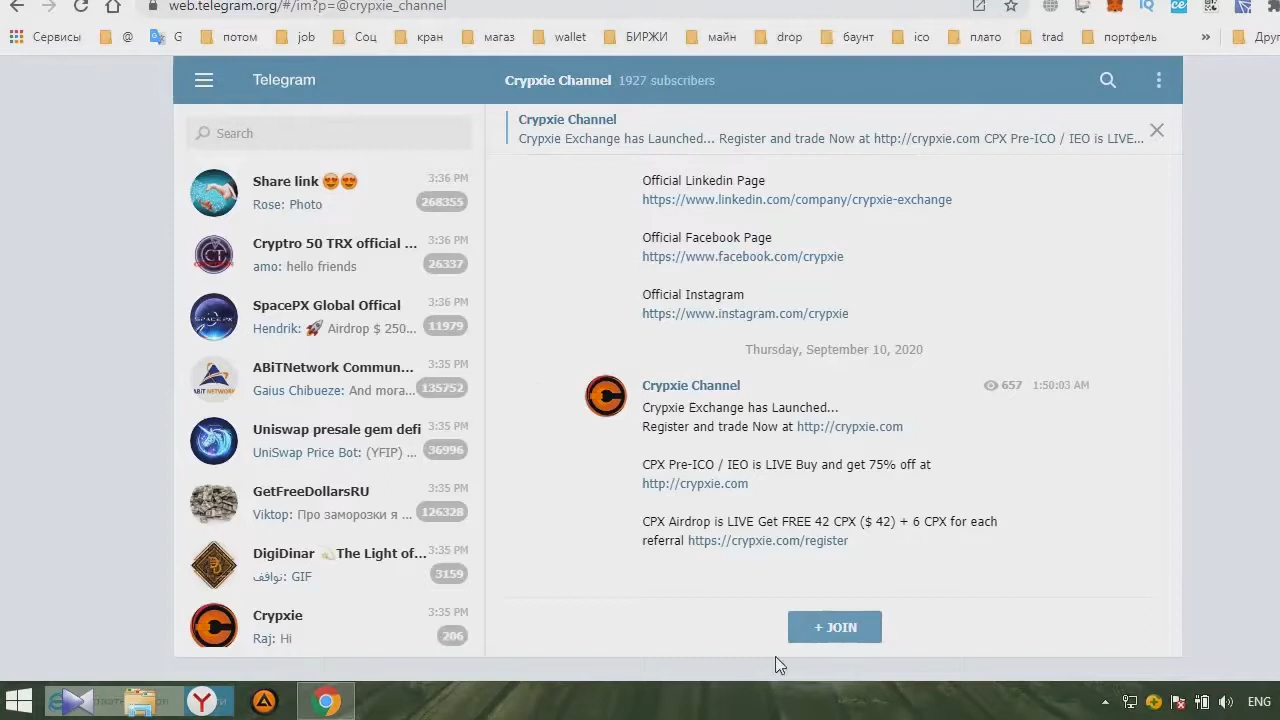 web.telegram.org/#/im?p=@crypxie_channel
Сервисы @ G потом job Соц кран магаз wallet БИРЖИ майн drop баунт ico плато trad портфель » Друг
Telegram
Crypxie Channel 1927 subscribers
Search
Share link 3:36 PM
Rose: Photo 268355
Cryptro 50 TRX official ... 3:36 PM
amo: hello friends 26337
SpacePX Global Offical 3:36 PM
Hendrik: 🚀 Airdrop $ 250... 11979
ABiTNetwork Commun... 3:35 PM
Gaius Chibueze: And mora... 135752
Uniswap presale gem defi 3:35 PM
UniSwap Price Bot: (YFIP) ... 36996
GetFreeDollarsRU 3:35 PM
Viktop: Про заморозки я ... 126328
DigiDinar The Light of... 3:35 PM
نواقف: GIF 3159
Crypxie 3:35 PM
Raj: Hi 206
Crypxie Channel
Crypxie Exchange has Launched... Register and trade Now at http://crypxie.com CPX Pre-ICO / IEO is LIVE...
Official Linkedin Page
https://www.linkedin.com/company/crypxie-exchange
Official Facebook Page
https://www.facebook.com/crypxie
Official Instagram
https://www.instagram.com/crypxie
Thursday, September 10, 2020
Crypxie Channel 657 1:50:03 AM
Crypxie Exchange has Launched...
Register and trade Now at http://crypxie.com
CPX Pre-ICO / IEO is LIVE Buy and get 75% off at
http://crypxie.com
CPX Airdrop is LIVE Get FREE 42 CPX ($ 42) + 6 CPX for each
referral https://crypxie.com/register
+ JOIN
ENG